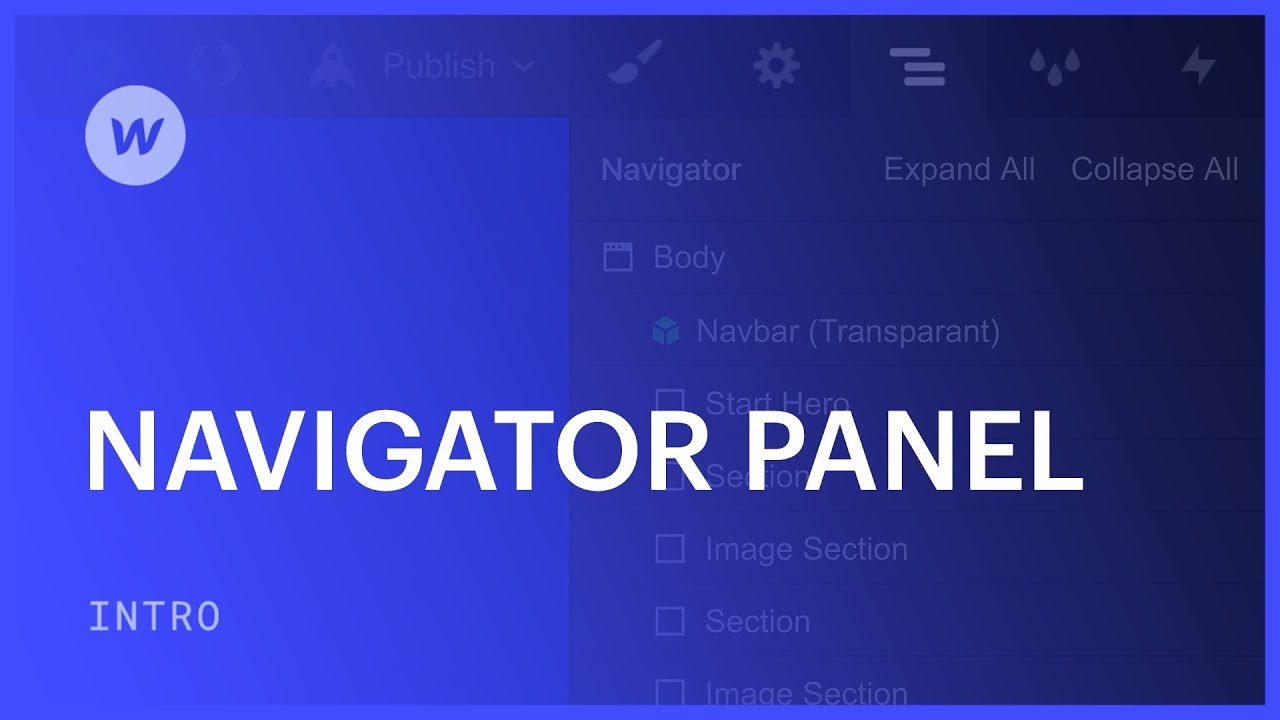 Publish
W
Navigator Expand All Collapse All
Body
Navbar (Transparant)
Start Hero
NAVIGATOR PANEL
Section
Image Section
INTRO
Section
Image Section